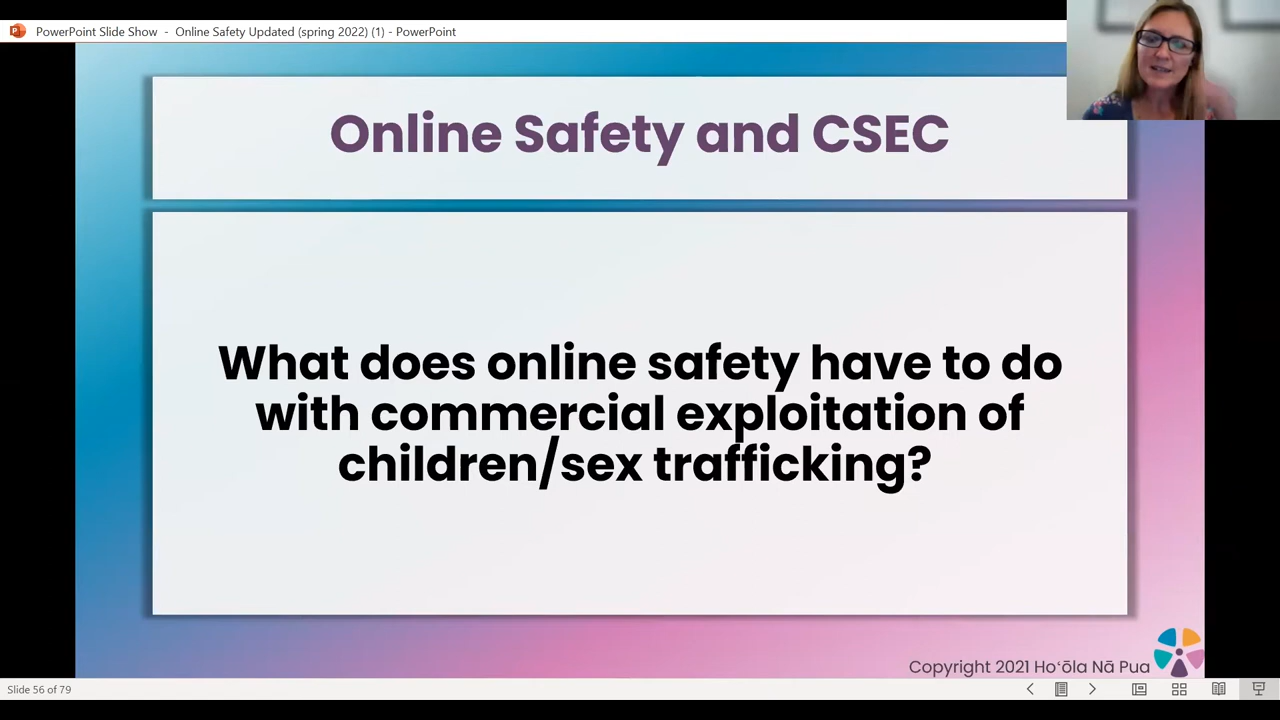 PowerPoint Slide Show - Online Safety Updated (spring 2022) (1) - PowerPoint
Online Safety and CSEC
What does online safety have to do
with commercial exploitation of
children/sex trafficking?
Copyright 2021 Hoʻōla Nā Pua
Slide 56 of 79